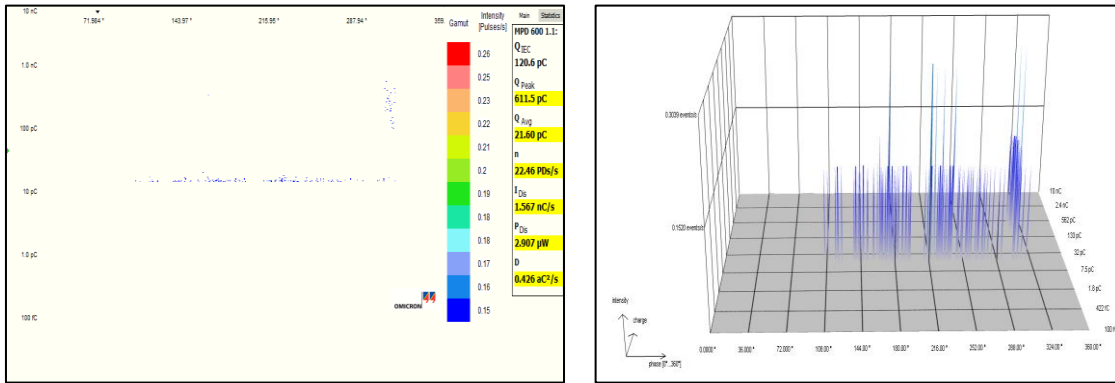 10 nC
71.984 °
143.97 °
215.95 °
287.94 °
359.
1.0 nC
100 pC
10 pC
1.0 pC
100 fC
OMICRON
Gamut
Intensity
[Pulses/s]
0.26
0.25
0.23
0.22
0.2
0.19
0.18
0.18
0.17
0.16
0.15
Main Statistics
MPD 600 1.1:
Q IEC
120.6 pC
Q Peak
611.5 pC
Q Avg
21.60 pC
n
22.46 PDs/s
I Dis
1.567 nC/s
P Dis
2.907 µW
D
0.426 aC²/s
0.3039 events/s
0.1520 events/s
10 nC
2.4 nC
562 pC
133 pC
32 pC
7.5 pC
1.8 pC
422 fC
100 f
0.0000 °
36.000 °
72.000 °
108.00 °
144.00 °
180.00 °
216.00 °
252.00 °
288.00 °
324.00 °
360.00 °
intensity
charge
phase [0°...360°]